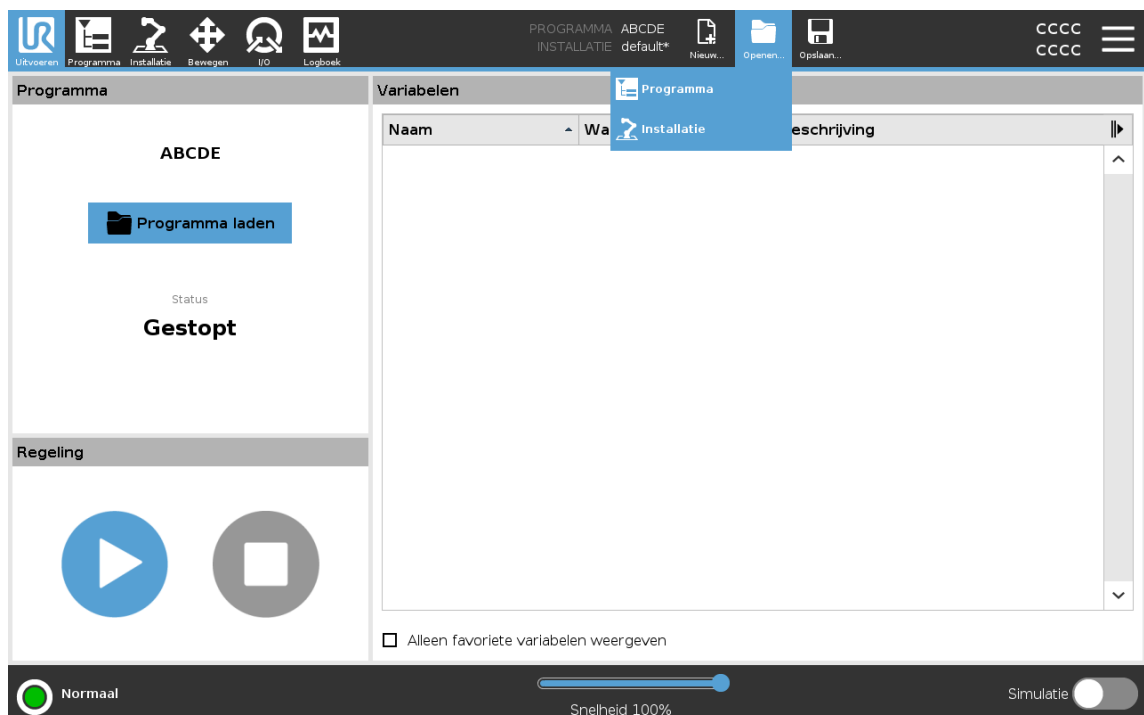 UR
Uitvoeren Programma Installatie Bewegen I/O Logboek
PROGRAMMA ABCDE
INSTALLATIE default*
Nieuw... Openen... Opslaan...
CCCC
CCCC
Programma
Installatie
Programma
ABCDE
Programma laden
Status
Gestopt
Regeling
Variabelen
Naam Wa eschrijving
Alleen favoriete variabelen weergeven
Normaal
Snelheid 100%
Simulatie